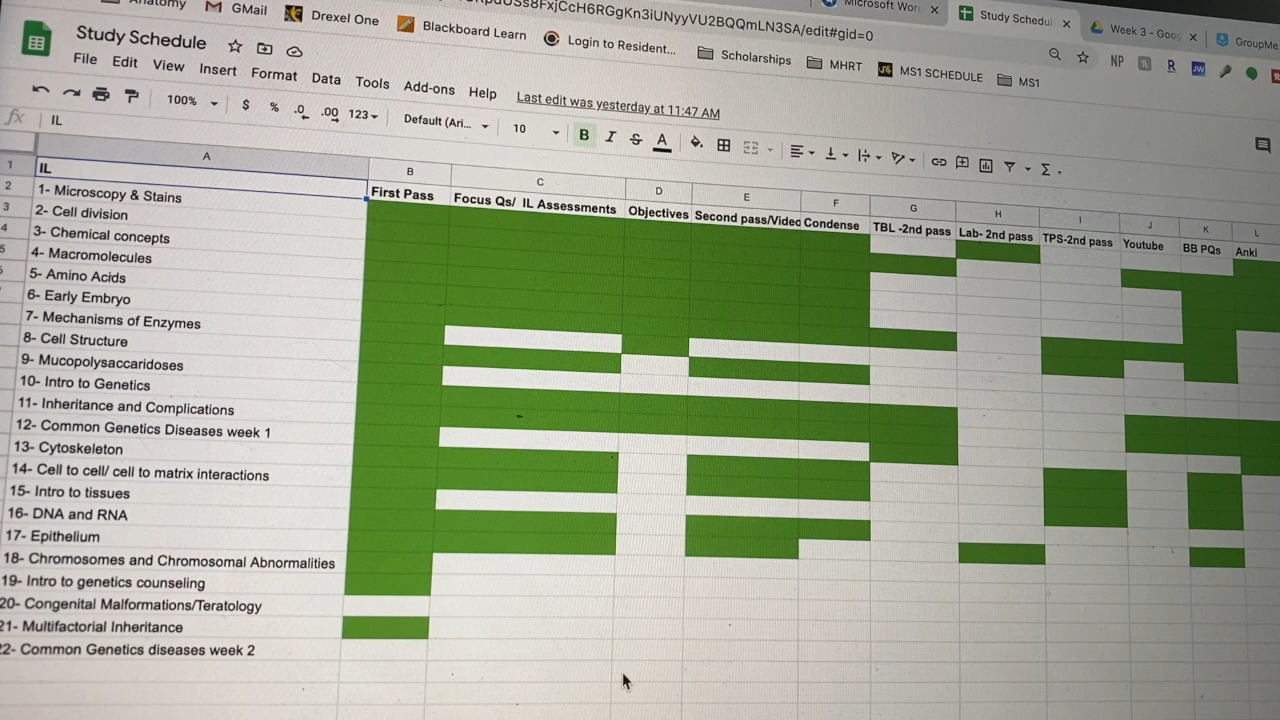 Microsoft Wor
Study Schedul
Week 3 - Goog
GroupMe
SA/edit#gid=0
Anatomy
GMail
Drexel One
Blackboard Learn
Login to Resident...
Scholarships
MHRT
MS1 SCHEDULE
MS1
NP
R
JW
Study Schedule
File Edit View Insert Format Data Tools Add-ons Help Last edit was yesterday at 11:47 AM
100% $ % .0 .00 123 Default (Ari... 10 B I S A
fx IL
A B C D E F G H I J K L
1 IL First Pass Focus Qs/ IL Assessments Objectives Second pass/Videc Condense TBL -2nd pass Lab- 2nd pass TPS-2nd pass Youtube BB PQs Anki
2 1- Microscopy & Stains
3 2- Cell division
4 3- Chemical concepts
5 4- Macromolecules
5- Amino Acids
6- Early Embryo
7- Mechanisms of Enzymes
8- Cell Structure
9- Mucopolysaccaridoses
10- Intro to Genetics
11- Inheritance and Complications
12- Common Genetics Diseases week 1
13- Cytoskeleton
14- Cell to cell/ cell to matrix interactions
15- Intro to tissues
16- DNA and RNA
17- Epithelium
18- Chromosomes and Chromosomal Abnormalities
19- Intro to genetics counseling
20- Congenital Malformations/Teratology
21- Multifactorial Inheritance
22- Common Genetics diseases week 2